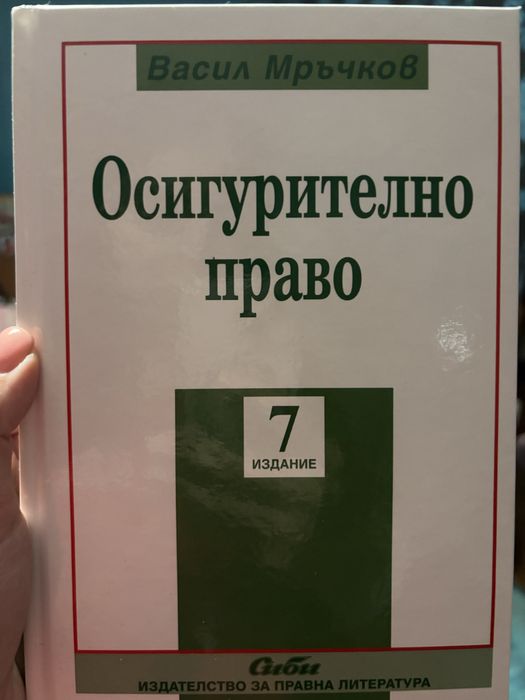 Васил Мръчков
Осигурително
право
7
ИЗДАНИЕ
Сиби
ИЗДАТЕЛСТВО ЗА ПРАВНА ЛИТЕРАТУРА